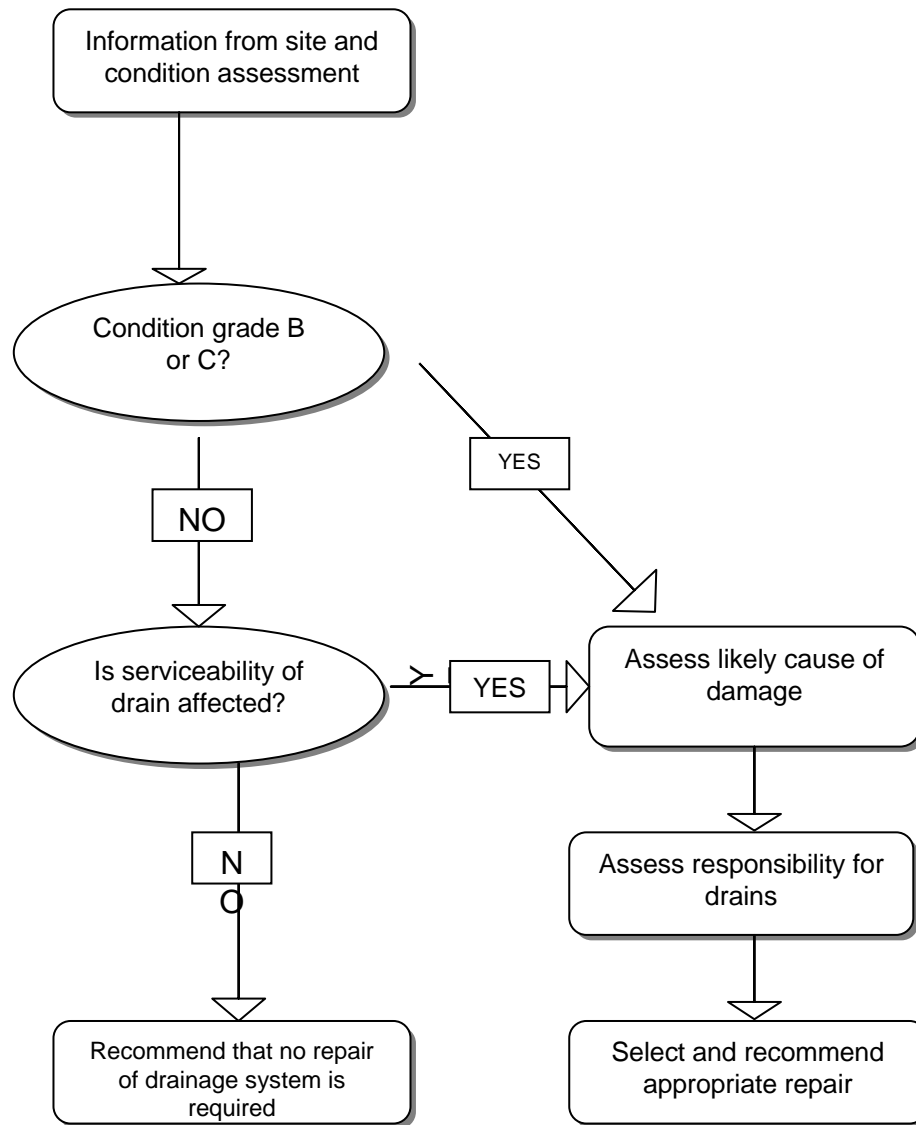 Information from site and
condition assessment
Condition grade B
or C?
YES
NO
Is serviceability of
drain affected?
Y
YES
Assess likely cause of
damage
N
O
Assess responsibility for
drains
Recommend that no repair
of drainage system is
required
Select and recommend
appropriate repair